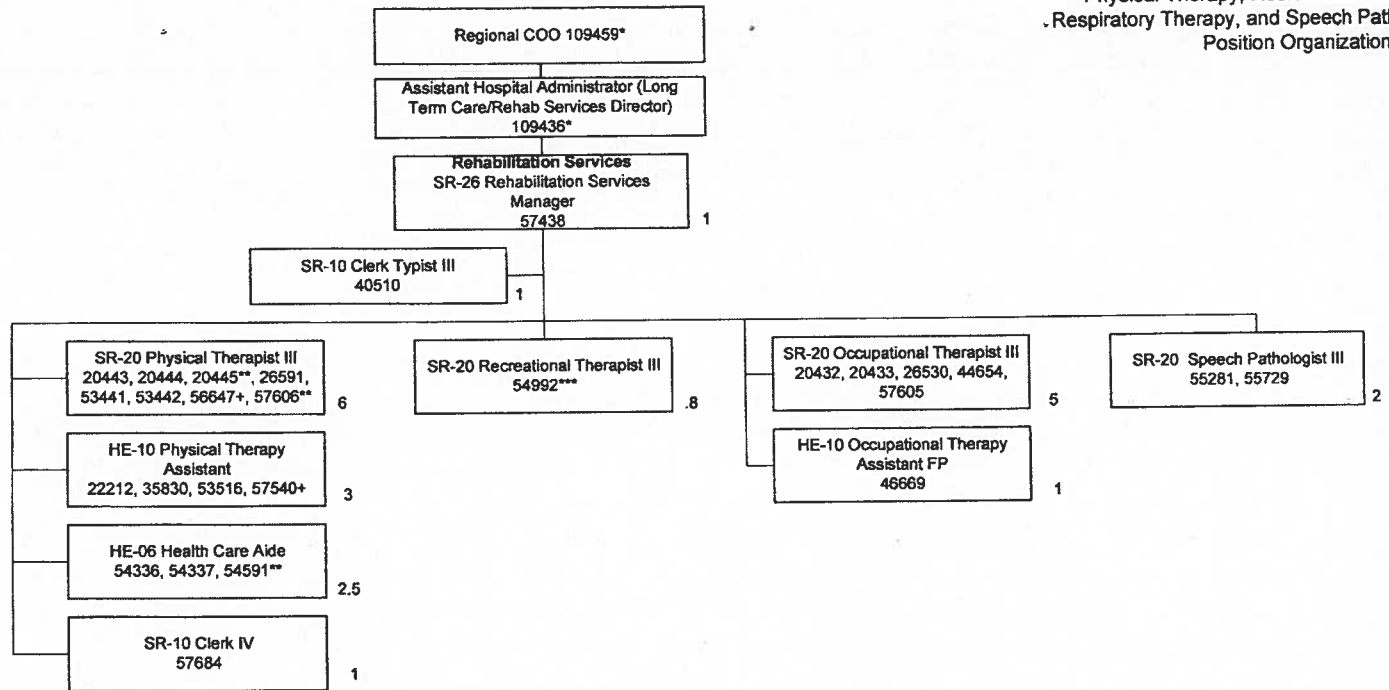 Respiratory Therapy, and Speech Pat
Position Organization
Regional COO 109459*
Assistant Hospital Administrator (Long
Term Care/Rehab Services Director)
109436*
Rehabilitation Services
SR-26 Rehabilitation Services
Manager
57438
1
SR-10 Clerk Typist III
40510
1
SR-20 Physical Therapist III
20443, 20444, 20445**, 26591,
53441, 53442, 56647+, 57606**
6
SR-20 Recreational Therapist III
54992***
.8
SR-20 Occupational Therapist III
20432, 20433, 26530, 44654,
57605
5
SR-20 Speech Pathologist III
55281, 55729
2
HE-10 Physical Therapy
Assistant
22212, 35830, 53516, 57540+
3
HE-10 Occupational Therapy
Assistant FP
46669
1
HE-06 Health Care Aide
54336, 54337, 54591**
2.5
SR-10 Clerk IV
57684
1